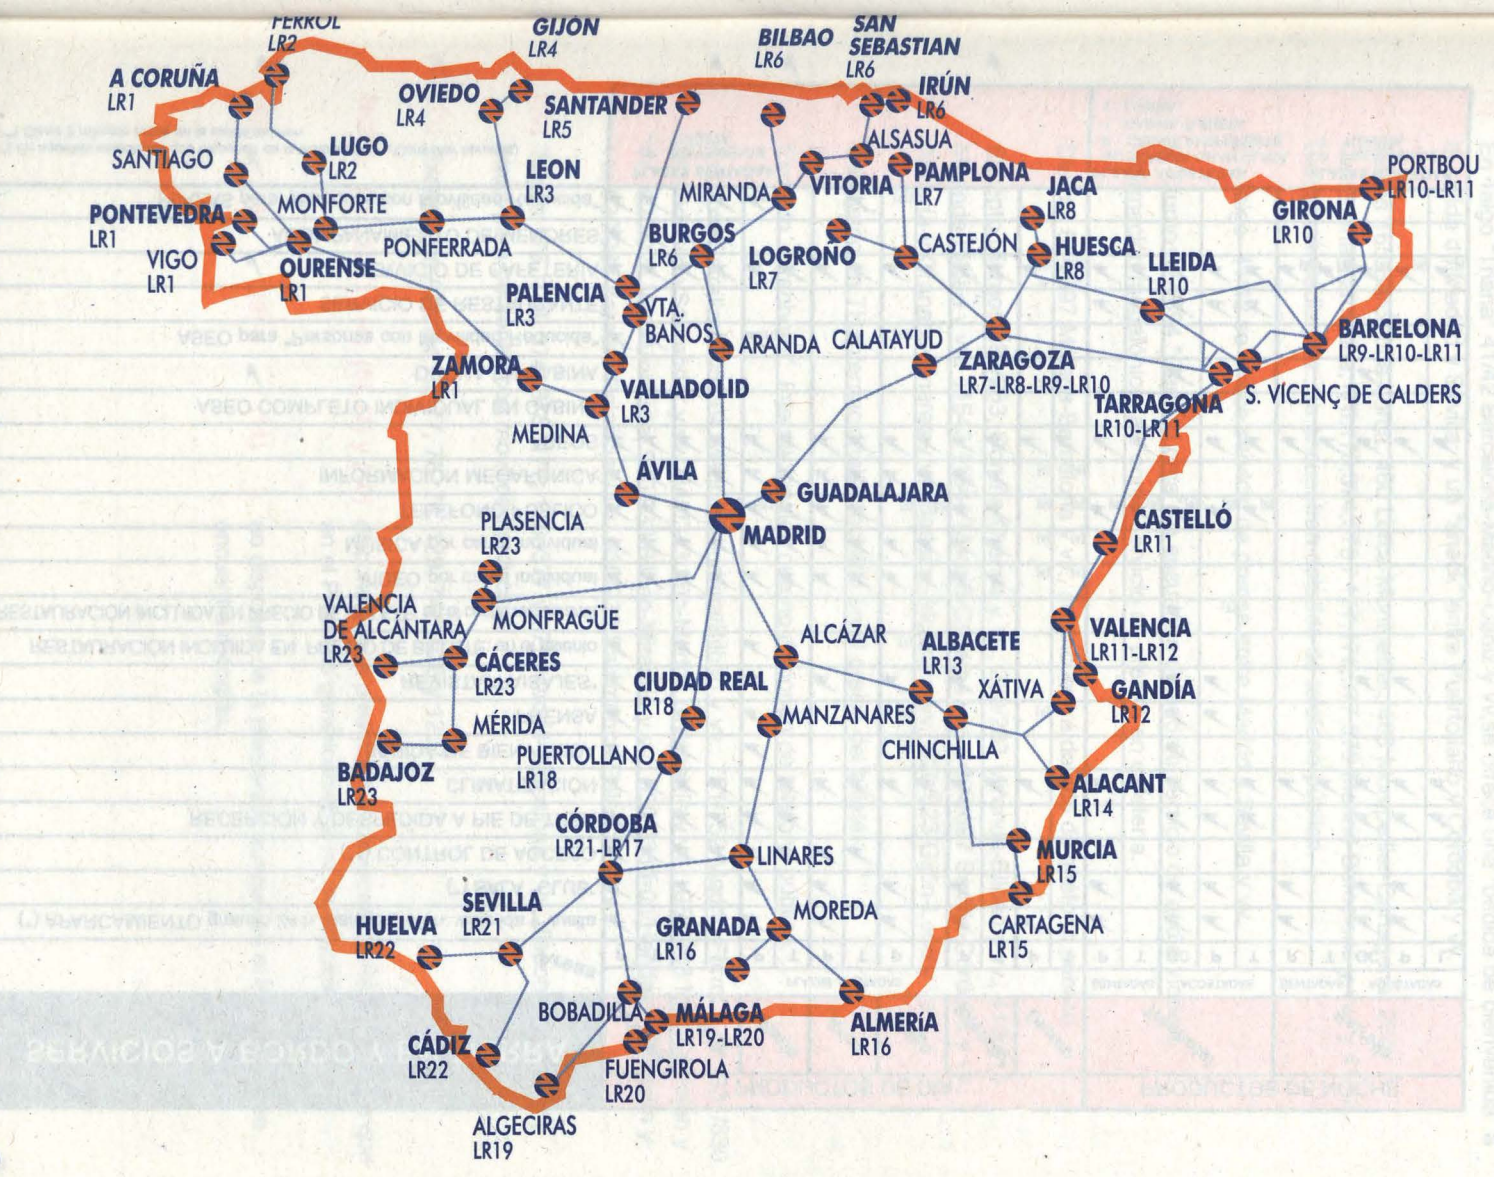 FERROL
LR2
GIJÓN
LR4
BILBAO
LR6
SAN
SEBASTIAN
LR6
A CORUÑA
LR1
OVIEDO
LR4
SANTANDER
LR5
IRÚN
LR6
SANTIAGO
LUGO
LR2
LEON
LR3
ALSASUA
MIRANDA
VITORIA
PAMPLONA
LR7
JACA
LR8
PORTBOU
LR10-LR11
PONTEVEDRA
LR1
MONFORTE
PONFERRADA
GIRONA
LR10
VIGO
LR1
OURENSE
LR1
BURGOS
LR6
LOGROÑO
LR7
CASTEJÓN
HUESCA
LR8
LLEIDA
LR10
PALENCIA
LR3
VTA.
BAÑOS
ARANDA
CALATAYUD
ZARAGOZA
LR7-LR8-LR9-LR10
BARCELONA
LR9-LR10-LR11
ZAMORA
LR1
VALLADOLID
LR3
S. VICENÇ DE CALDERS
TARRAGONA
LR10-LR11
MEDINA
ÁVILA
GUADALAJARA
MADRID
PLASENCIA
LR23
CASTELLÓ
LR11
VALENCIA
DE ALCÁNTARA
LR23
MONFRAGÜE
CÁCERES
LR23
ALCÁZAR
ALBACETE
LR13
VALENCIA
LR11-LR12
CIUDAD REAL
LR18
XÁTIVA
GANDÍA
LR12
MÉRIDA
MANZANARES
CHINCHILLA
PUERTOLLANO
LR18
BADAJOZ
LR23
ALACANT
LR14
CÓRDOBA
LR21-LR17
LINARES
MURCIA
LR15
SEVILLA
LR21
HUELVA
LR22
MOREDA
GRANADA
LR16
CARTAGENA
LR15
BOBADILLA
MÁLAGA
LR19-LR20
ALMERíA
LR16
CÁDIZ
LR22
FUENGIROLA
LR20
ALGECIRAS
LR19